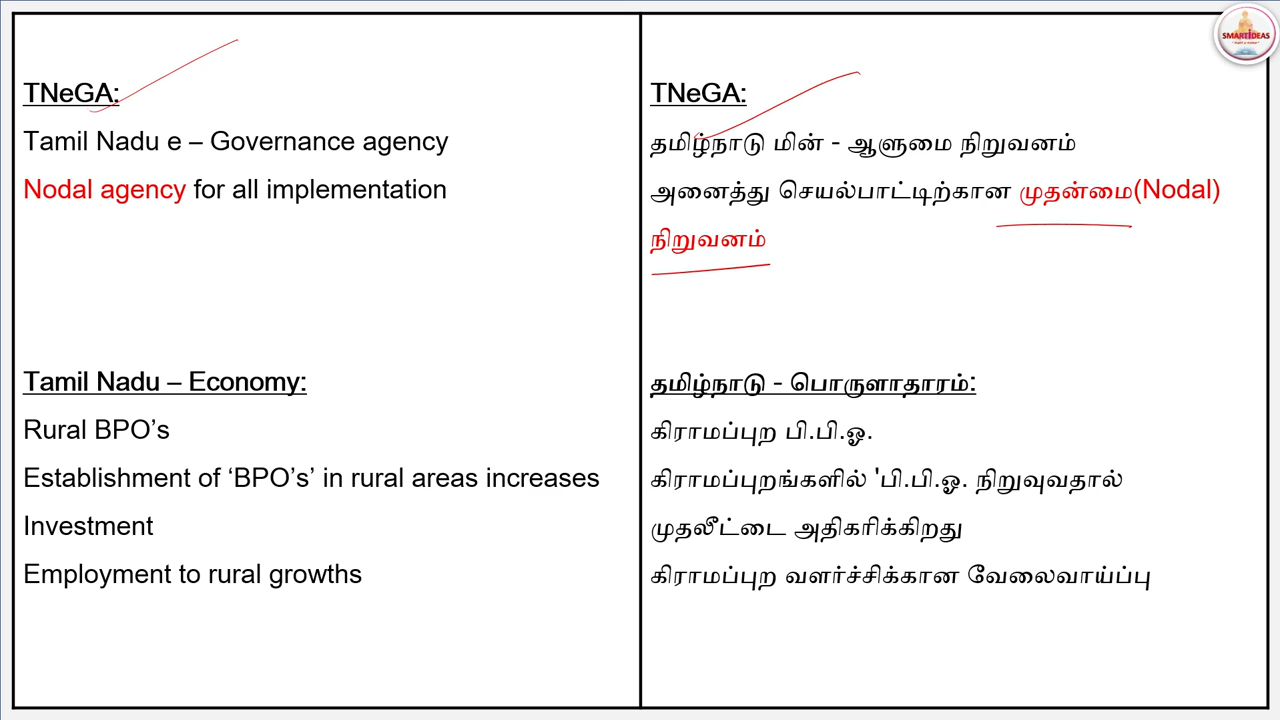 SMARTIDEAS
TNeGA:
Tamil Nadu e – Governance agency
Nodal agency for all implementation
Tamil Nadu – Economy:
Rural BPO’s
Establishment of ‘BPO’s’ in rural areas increases
Investment
Employment to rural growths
TNeGA:
தமிழ்நாடு மின் - ஆளுமை நிறுவனம்
அனைத்து செயல்பாட்டிற்கான முதன்மை(Nodal)
நிறுவனம்
தமிழ்நாடு - பொருளாதாரம்:
கிராமப்புற பி.பி.ஓ.
கிராமப்புறங்களில் 'பி.பி.ஓ. நிறுவுவதால்
முதலீட்டை அதிகரிக்கிறது
கிராமப்புற வளர்ச்சிக்கான வேலைவாய்ப்பு